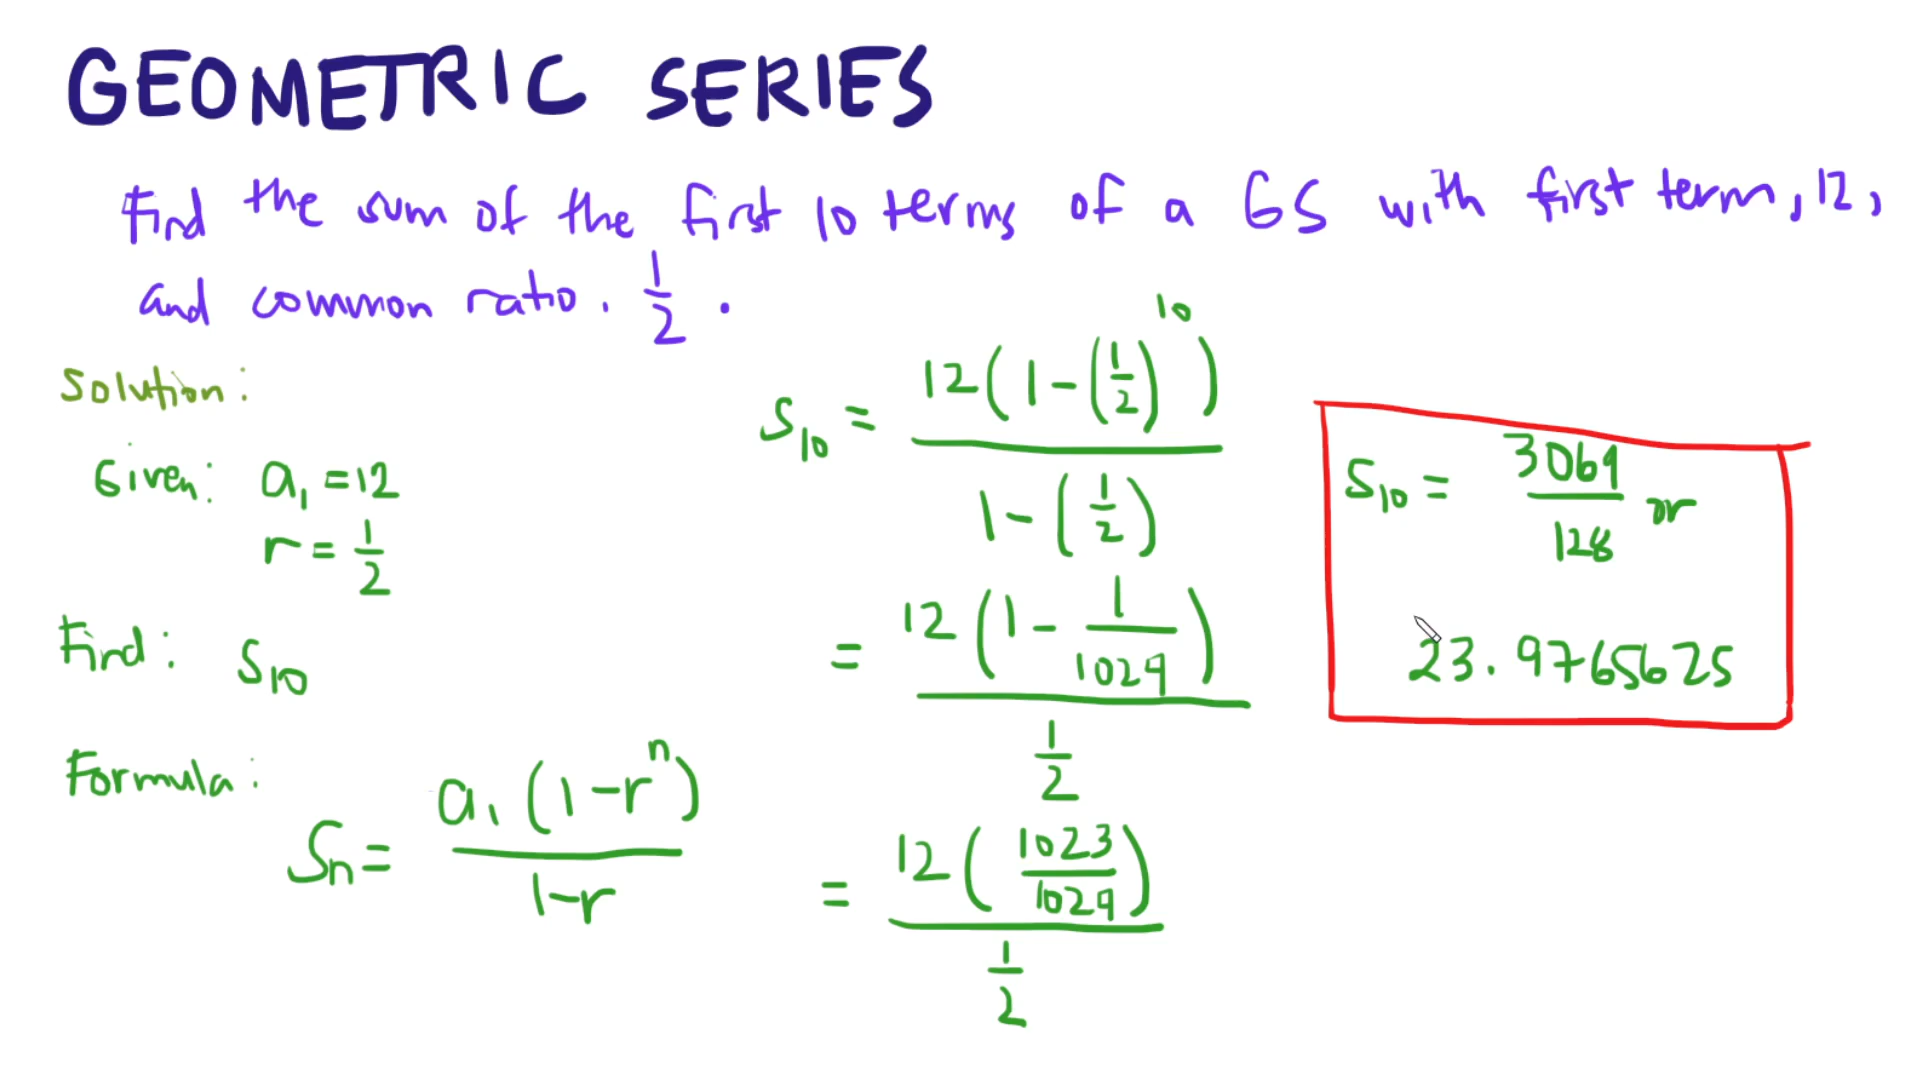 GEOMETRIC SERIES
Find the sum of the first 10 terms of a GS with first term, 12,
and common ratio. 1/2.
Solution:
Given: a₁ = 12
r = 1/2
Find: S₁₀
Formula:
Sₙ = a₁(1-rⁿ) / 1-r
S₁₀ = 12(1-(1/2)¹⁰) / 1-(1/2)
= 12(1 - 1/1024) / 1/2
= 12(1023/1024) / 1/2
S₁₀ = 3069/128 or
23.9765625